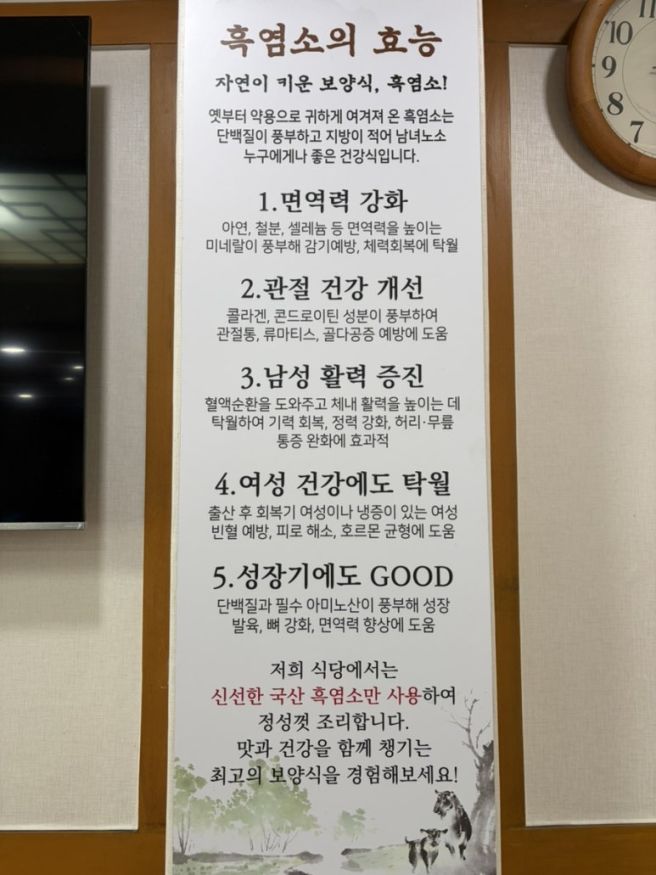 흑염소의 효능
자연이 키운 보양식, 흑염소!
옛부터 약용으로 귀하게 여겨져 온 흑염소는
단백질이 풍부하고 지방이 적어 남녀노소
누구에게나 좋은 건강식입니다.
1.면역력 강화
아연, 철분, 셀레늄 등 면역력을 높이는
미네랄이 풍부해 감기예방, 체력회복에 탁월
2.관절 건강 개선
콜라겐, 콘드로이틴 성분이 풍부하여
관절통, 류마티스, 골다공증 예방에 도움
3.남성 활력 증진
혈액순환을 도와주고 체내 활력을 높이는 데
탁월하여 기력 회복, 정력 강화, 허리·무릎
통증 완화에 효과적
4.여성 건강에도 탁월
출산 후 회복기 여성이나 냉증이 있는 여성
빈혈 예방, 피로 해소, 호르몬 균형에 도움
5.성장기에도 GOOD
단백질과 필수 아미노산이 풍부해 성장
발육, 뼈 강화, 면역력 향상에 도움
저희 식당에서는
신선한 국산 흑염소만 사용하여
정성껏 조리합니다.
맛과 건강을 함께 챙기는
최고의 보양식을 경험해보세요!
11
10
9
8
7